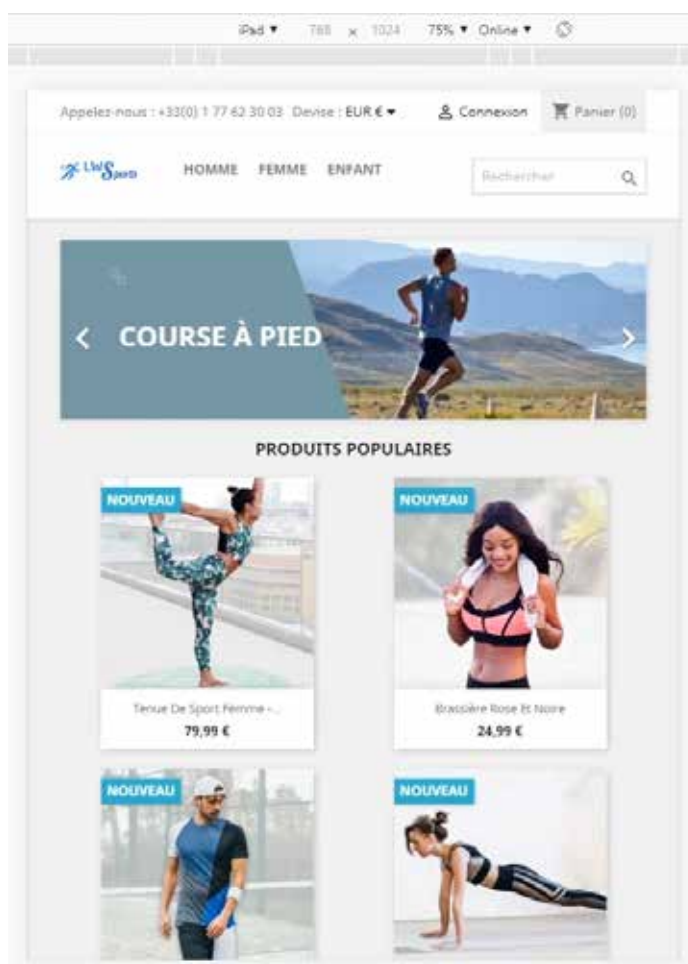 iPad ▼ 768 × 1024 75% ▼ Online ▼
Appelez-nous : +33(0) 1 77 62 30 03 Devise : EUR € Connexion Panier (0)
LWSports HOMME FEMME ENFANT Rechercher
COURSE À PIED
PRODUITS POPULAIRES
NOUVEAU NOUVEAU
Tenue De Sport Femme -... Brassière Rose Et Noire
79,99 € 24,99 €
NOUVEAU NOUVEAU